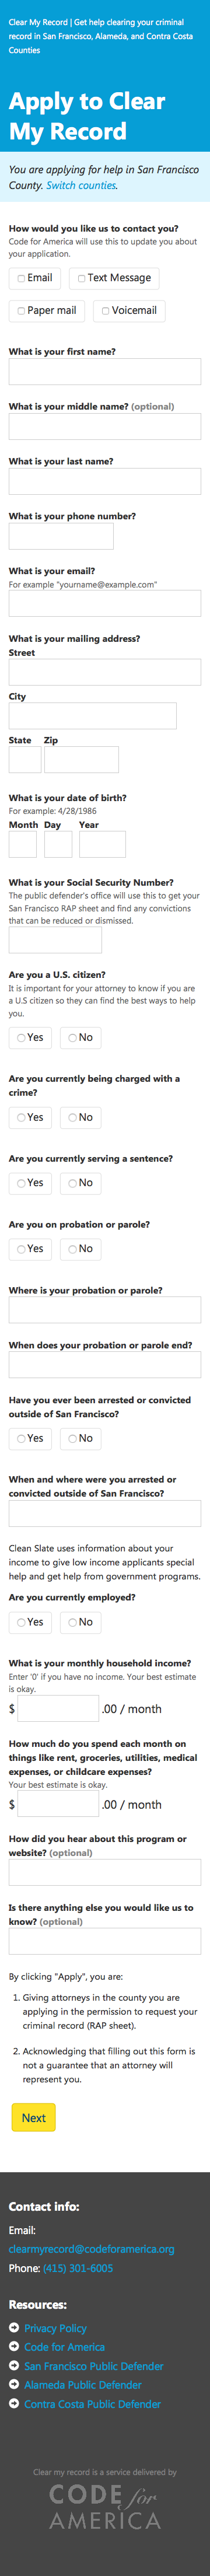 Clear My Record | Get help clearing your criminal
record in San Francisco, Alameda, and Contra Costa
Counties
Apply to Clear
My Record
You are applying for help in San Francisco
County. Switch counties.
How would you like us to contact you?
Code for America will use this to update you about
your application.
Email
Text Message
Paper mail
Voicemail
What is your first name?
What is your middle name? (optional)
What is your last name?
What is your phone number?
What is your email?
For example "yourname@example.com"
What is your mailing address?
Street
City
State Zip
What is your date of birth?
For example: 4/28/1986
Month Day Year
What is your Social Security Number?
The public defender's office will use this to get your
San Francisco RAP sheet and find any convictions
that can be reduced or dismissed.
Are you a U.S. citizen?
It is important for your attorney to know if you are
a U.S citizen so they can find the best ways to help
you.
Yes No
Are you currently being charged with a
crime?
Yes No
Are you currently serving a sentence?
Yes No
Are you on probation or parole?
Yes No
Where is your probation or parole?
When does your probation or parole end?
Have you ever been arrested or convicted
outside of San Francisco?
Yes No
When and where were you arrested or
convicted outside of San Francisco?
Clean Slate uses information about your
income to give low income applicants special
help and get help from government programs.
Are you currently employed?
Yes No
What is your monthly household income?
Enter '0' if you have no income. Your best estimate
is okay.
$ .00 / month
How much do you spend each month on
things like rent, groceries, utilities, medical
expenses, or childcare expenses?
Your best estimate is okay.
$ .00 / month
How did you hear about this program or
website? (optional)
Is there anything else you would like us to
know? (optional)
By clicking "Apply", you are:
1. Giving attorneys in the county you are
applying in the permission to request your
criminal record (RAP sheet).
2. Acknowledging that filling out this form is
not a guarantee that an attorney will
represent you.
Next
Contact info:
Email:
clearmyrecord@codeforamerica.org
Phone: (415) 301-6005
Resources:
Privacy Policy
Code for America
San Francisco Public Defender
Alameda Public Defender
Contra Costa Public Defender
Clear my record is a service delivered by
CODE for
AMERICA